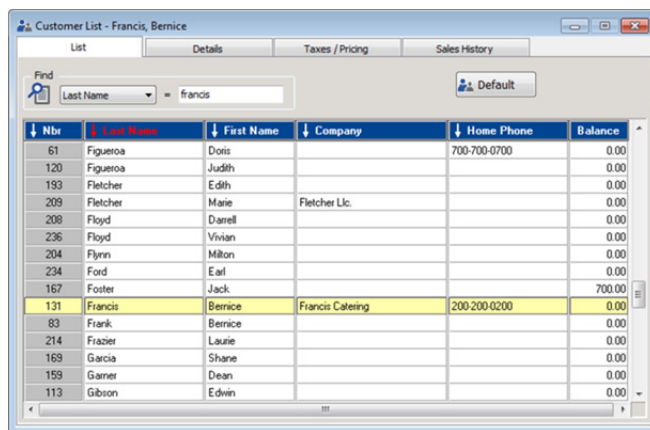 Customer List - Francis, Bernice
List Details Taxes / Pricing Sales History
Find
Last Name = francis
Default
Nbr Last Name First Name Company Home Phone Balance
61 Figueroa Doris 700-700-0700 0.00
120 Figueroa Judith 0.00
193 Fletcher Edith 0.00
209 Fletcher Marie Fletcher Llc. 0.00
208 Floyd Darrell 0.00
236 Floyd Vivian 0.00
204 Flynn Milton 0.00
234 Ford Earl 0.00
167 Foster Jack 700.00
131 Francis Bernice Francis Catering 200-200-0200 0.00
83 Frank Bernice 0.00
214 Frazier Laurie 0.00
169 Garcia Shane 0.00
159 Garner Dean 0.00
113 Gibson Edwin 0.00